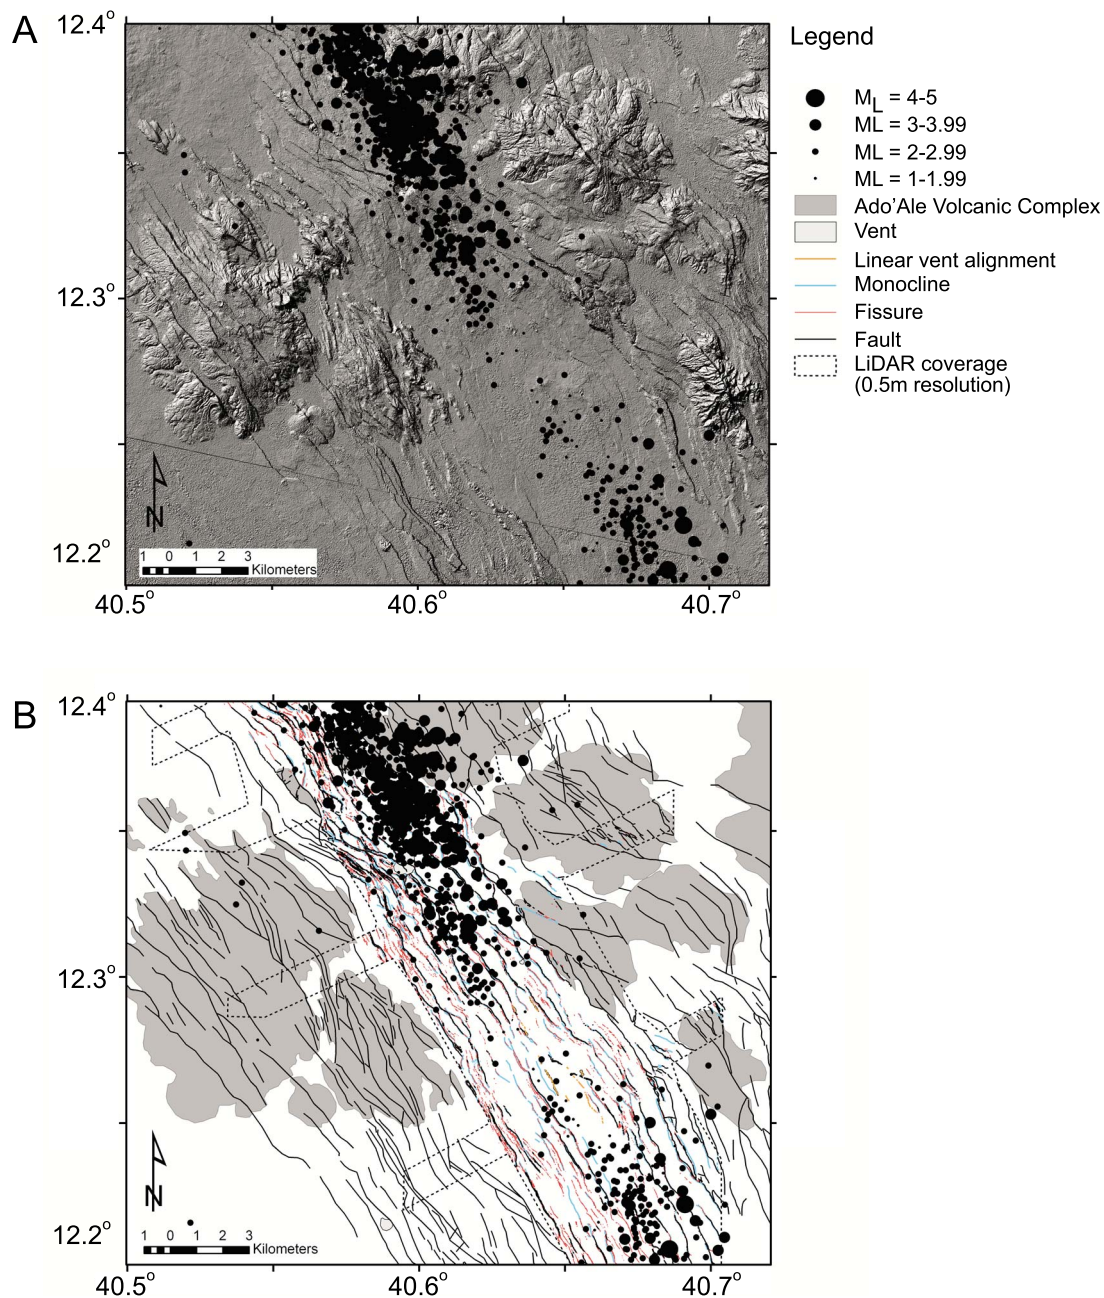 A
12.4°
12.3°
12.2°
N
1 0 1 2 3
Kilometers
40.5° 40.6° 40.7°
Legend
ML = 4-5
ML = 3-3.99
ML = 2-2.99
ML = 1-1.99
Ado'Ale Volcanic Complex
Vent
Linear vent alignment
Monocline
Fissure
Fault
LiDAR coverage
(0.5m resolution)
B
12.4°
12.3°
12.2°
N
1 0 1 2 3
Kilometers
40.5° 40.6° 40.7°